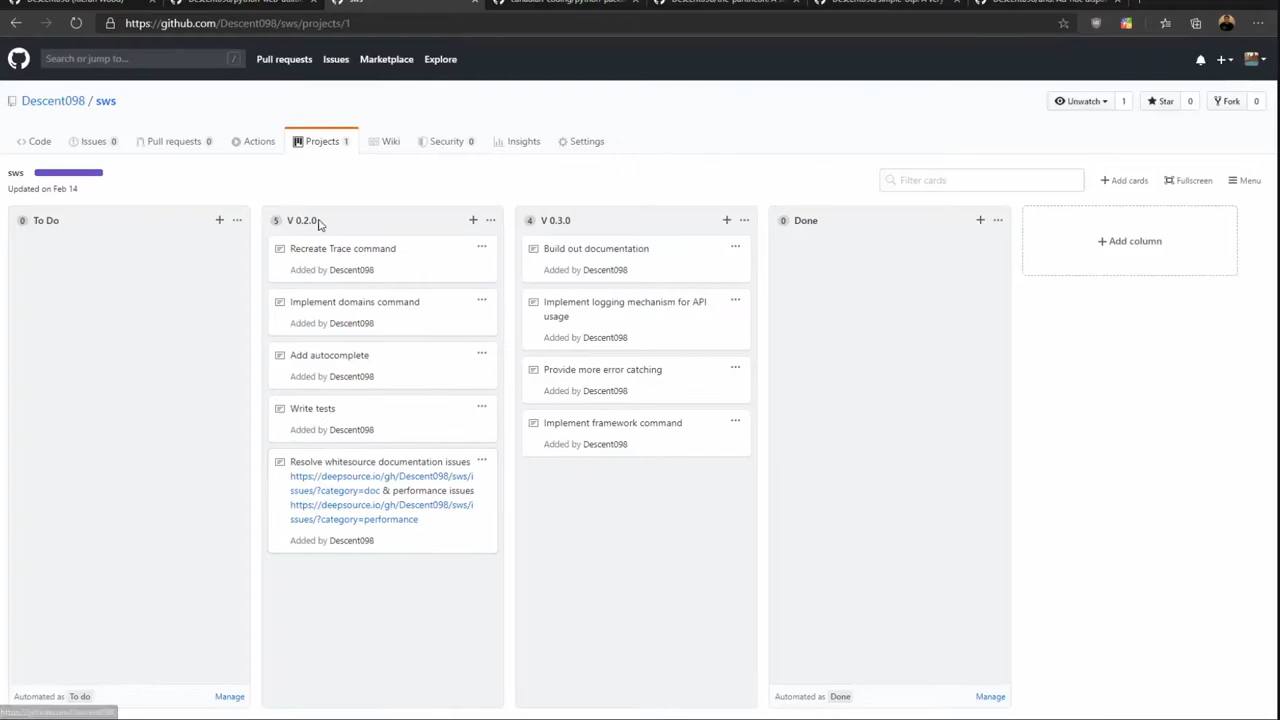 sws
https://github.com/Descent098/sws/projects/1
Search or jump to...
/
Pull requests
Issues
Marketplace
Explore
Descent098 / sws
Unwatch
1
Star
0
Fork
0
Code
Issues 0
Pull requests 0
Actions
Projects 1
Wiki
Security 0
Insights
Settings
sws
Updated on Feb 14
Filter cards
+ Add cards
Fullscreen
Menu
0 To Do
5 V 0.2.0
Recreate Trace command
Added by Descent098
Implement domains command
Added by Descent098
Add autocomplete
Added by Descent098
Write tests
Added by Descent098
Resolve whitesource documentation issues
https://deepsource.io/gh/Descent098/sws/i
ssues/?category=doc & performance issues
https://deepsource.io/gh/Descent098/sws/i
ssues/?category=performance
Added by Descent098
4 V 0.3.0
Build out documentation
Added by Descent098
Implement logging mechanism for API
usage
Added by Descent098
Provide more error catching
Added by Descent098
Implement framework command
Added by Descent098
0 Done
+ Add column
Automated as To do
Manage
Automated as Done
Manage